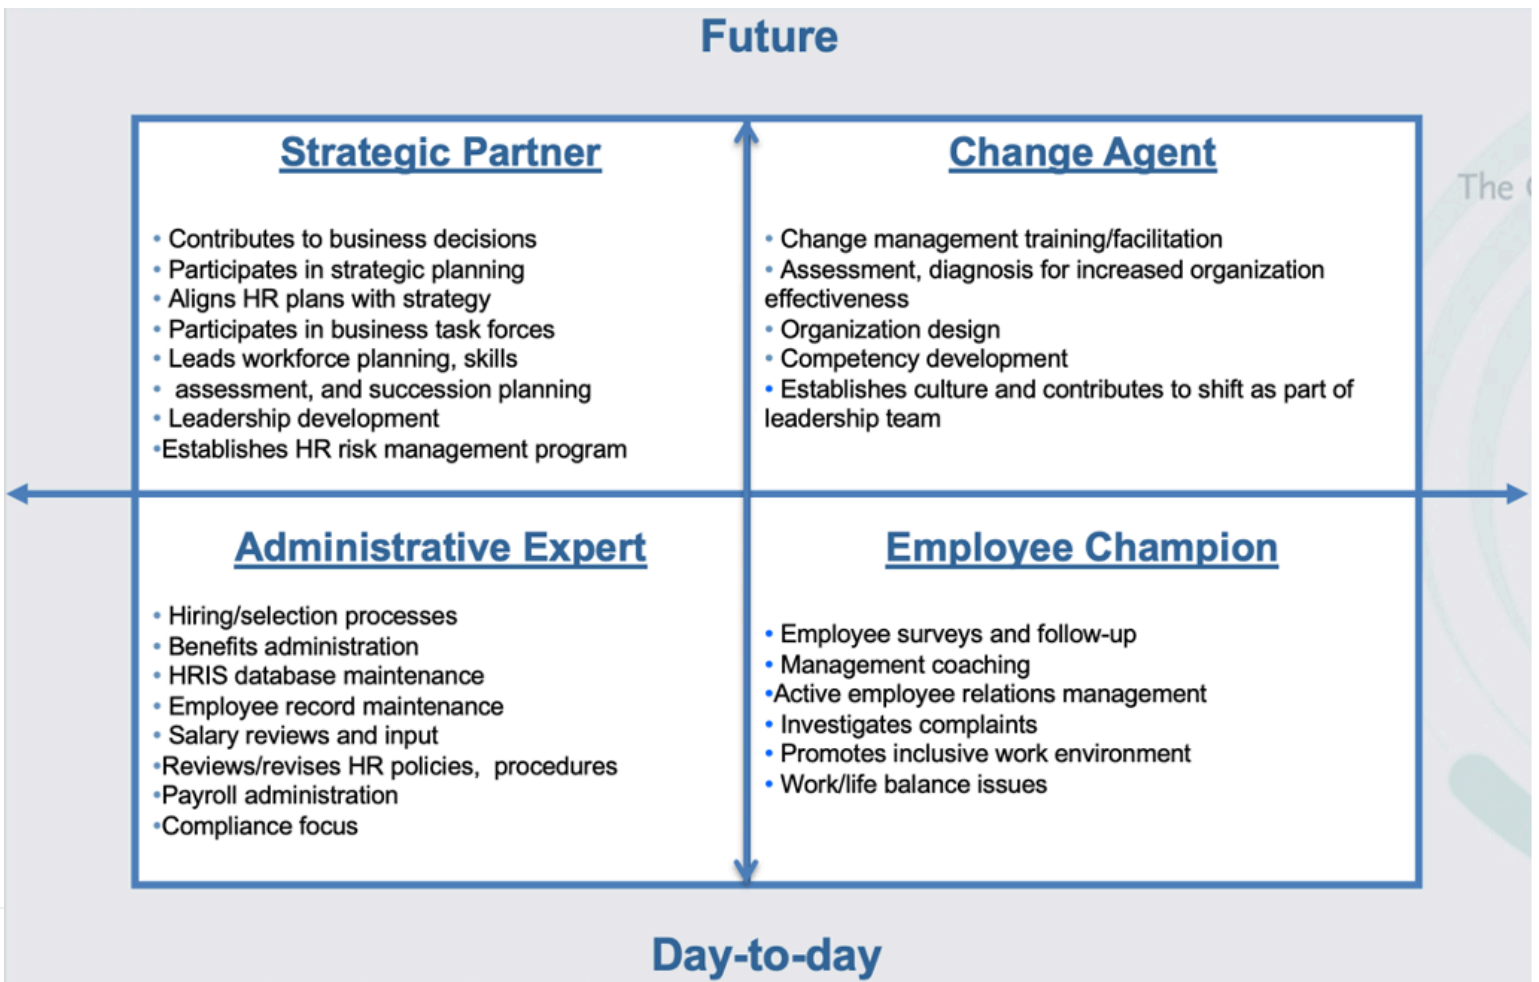 Future
The
Strategic Partner
• Contributes to business decisions
• Participates in strategic planning
• Aligns HR plans with strategy
• Participates in business task forces
• Leads workforce planning, skills
• assessment, and succession planning
• Leadership development
•Establishes HR risk management program
Change Agent
• Change management training/facilitation
• Assessment, diagnosis for increased organization
effectiveness
• Organization design
• Competency development
• Establishes culture and contributes to shift as part of
leadership team
Administrative Expert
• Hiring/selection processes
• Benefits administration
• HRIS database maintenance
• Employee record maintenance
• Salary reviews and input
•Reviews/revises HR policies, procedures
•Payroll administration
•Compliance focus
Employee Champion
• Employee surveys and follow-up
• Management coaching
•Active employee relations management
• Investigates complaints
• Promotes inclusive work environment
• Work/life balance issues
Day-to-day